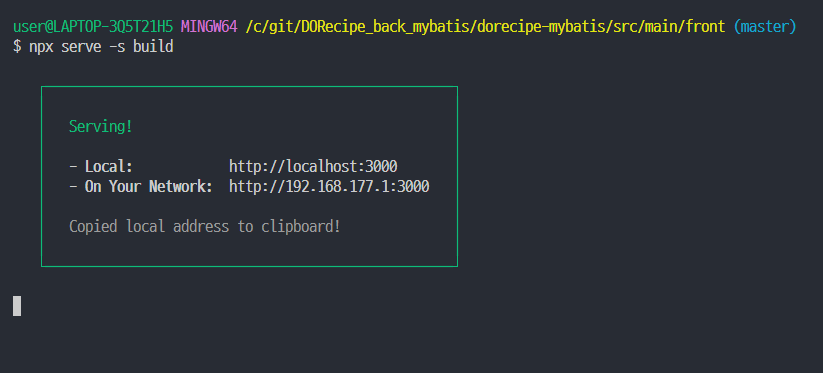 user@LAPTOP-3Q5T21H5 MINGW64 /c/git/DORecipe_back_mybatis/dorecipe-mybatis/src/main/front (master)
$ npx serve -s build
Serving!
- Local: http://localhost:3000
- On Your Network: http://192.168.177.1:3000
Copied local address to clipboard!